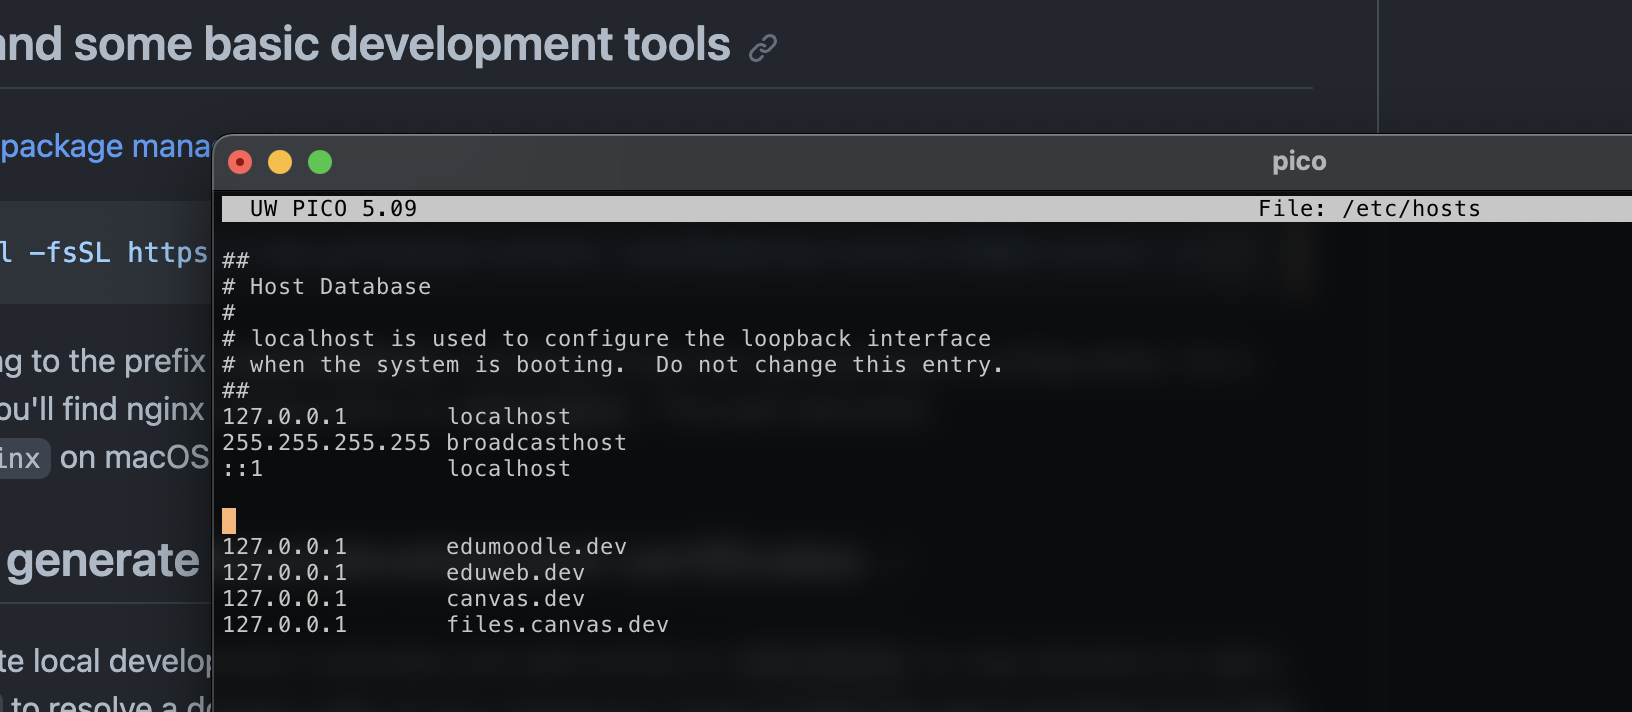 and some basic development tools
package mana
pico
UW PICO 5.09 File: /etc/hosts
l -fsSL https
##
# Host Database
#
# localhost is used to configure the loopback interface
# when the system is booting.  Do not change this entry.
##
127.0.0.1 localhost
255.255.255.255 broadcasthost
::1 localhost
127.0.0.1 edumoodle.dev
127.0.0.1 eduweb.dev
127.0.0.1 canvas.dev
127.0.0.1 files.canvas.dev
ng to the prefix
ou'll find nginx
inx on macOS
generate
te local develop
to resolve a d